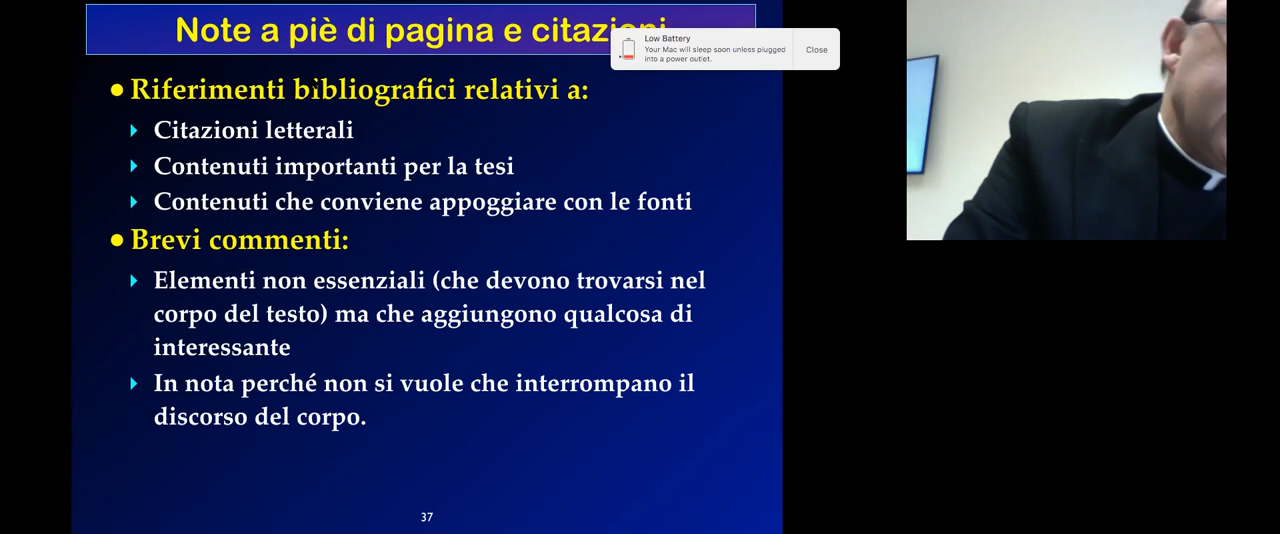 Note a piè di pagina e citazioni
Low Battery
Your Mac will sleep soon unless plugged
into a power outlet.
Close
Riferimenti bibliografici relativi a:
Citazioni letterali
Contenuti importanti per la tesi
Contenuti che conviene appoggiare con le fonti
Brevi commenti:
Elementi non essenziali (che devono trovarsi nel
corpo del testo) ma che aggiungono qualcosa di
interessante
In nota perché non si vuole che interrompano il
discorso del corpo.
37